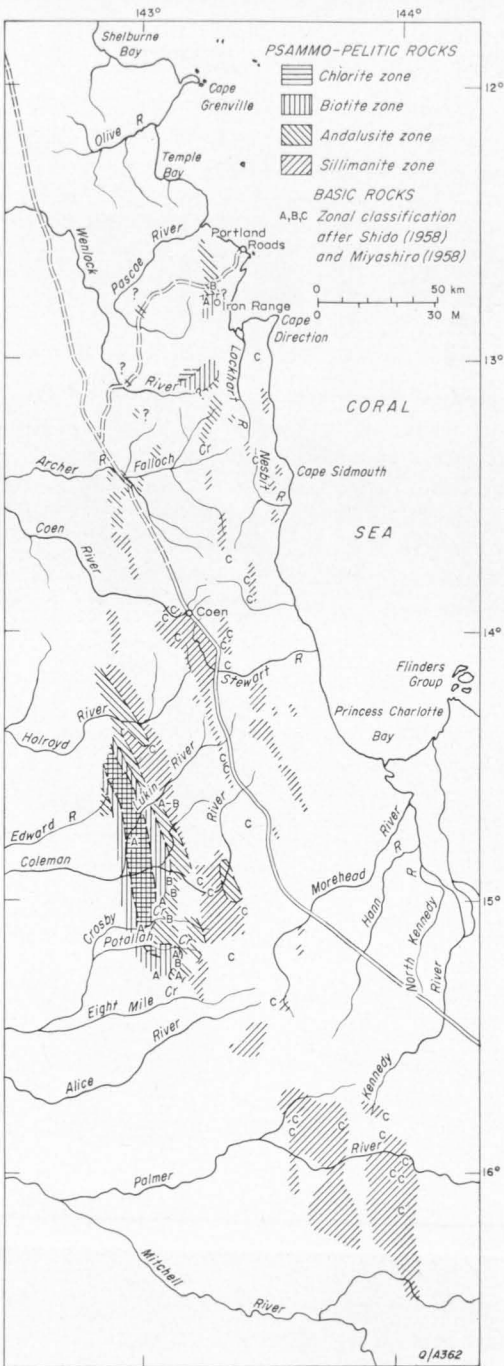 143°
144°
Shelburne
Bay
Cape
Grenville
PSAMMO-PELITIC ROCKS
Chlorite zone
Biotite zone
Andalusite zone
Sillimanite zone
BASIC ROCKS
A,B,C Zonal classification
after Shido (1958)
and Miyashiro (1958)
0 50 km
0 30 M
12°
Olive R
Temple
Bay
Wenlock
River
Pascoe
River
Portland
Roads
?
B
A
?
Iron Range
Cape
Direction
C
13°
?
Lockhart
R
?
CORAL
Archer R
Falloch Cr
C
Nesbit
R
Cape Sidmouth
SEA
Coen
River
C
C
C
C C
C
Coen
C
C
14°
Stewart R
Flinders
Group
Princess Charlotte
Bay
Holroyd
River
C
Lukin River
A-B
River
C
Edward R
A
Coleman
C
B
B
A
C
C
C
Morehead River
Hann
R
R
North Kennedy
River
15°
Crosby
Potallah
C?
A
B
B
A
A
C?
A
C
Eight Mile Cr
C
Alice
River
Kennedy
C
C
C
C
C
C
C
C
C
Palmer
River
16°
Mitchell
River
Q/A362